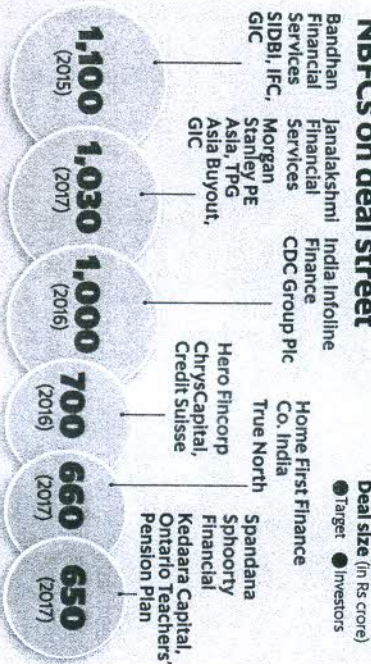 NBFCs on deal street
Deal size (in Rs crore)
Target Investors
Bandhan
Financial
Services
SIDBI, IFC,
GIC
1,100
(2015)
Janalakshmi
Financial
Services
Morgan
Stanley PE
Asia, TPG
Asia Buyout,
GIC
1,030
(2017)
India Infoline
Finance
CDC Group Plc
1,000
(2016)
Hero Fincorp
ChrysCapital,
Credit Suisse
700
(2016)
Home First Finance
Co. India
True North
660
(2017)
Spandana
Sphoorty
Financial
Kedaara Capital,
Ontario Teachers'
Pension Plan
650
(2017)